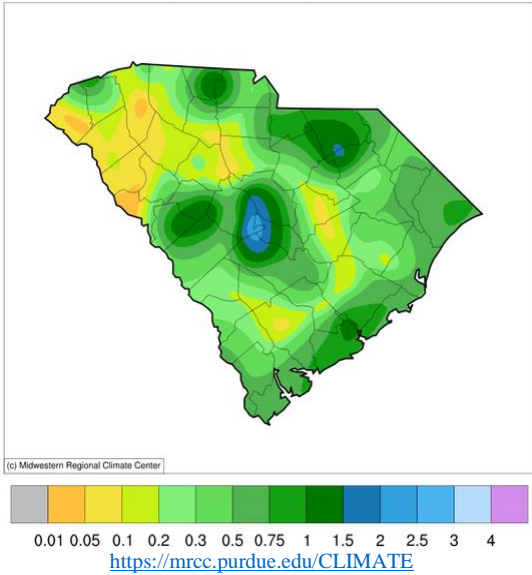 (c) Midwestern Regional Climate Center
0.01 0.05 0.1 0.2 0.3 0.5 0.75 1 1.5 2 2.5 3 4
https://mrcc.purdue.edu/CLIMATE